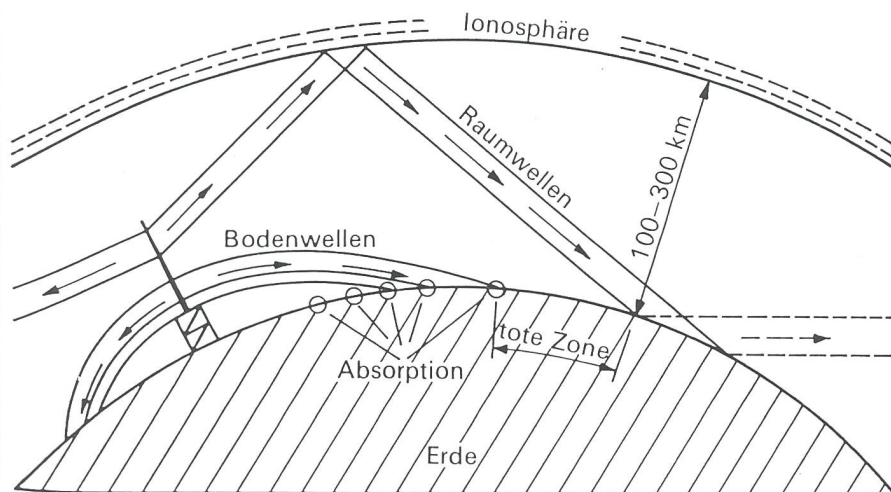 Ionosphäre
Raumwellen
100–300 km
Bodenwellen
tote Zone
Absorption
Erde